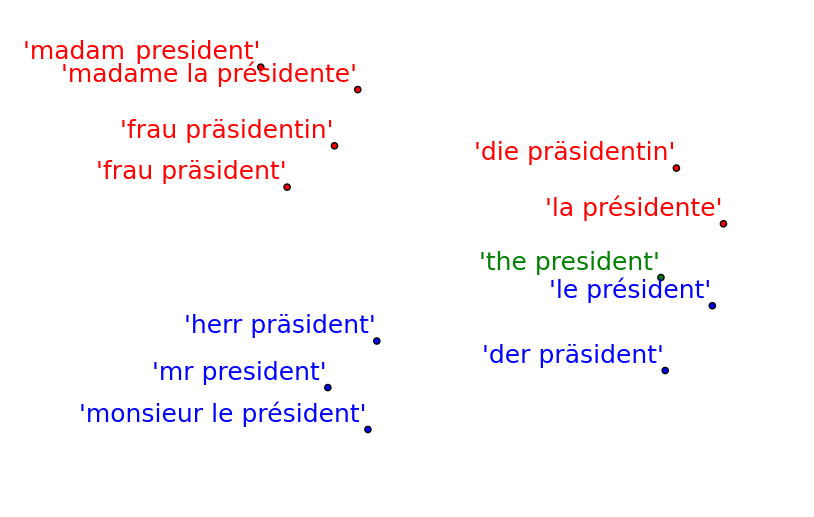 'madam president'
'madame la présidente'
'frau präsidentin'
'die präsidentin'
'frau präsident'
'la présidente'
'the president'
'le président'
'herr präsident'
'der präsident'
'mr president'
'monsieur le président'